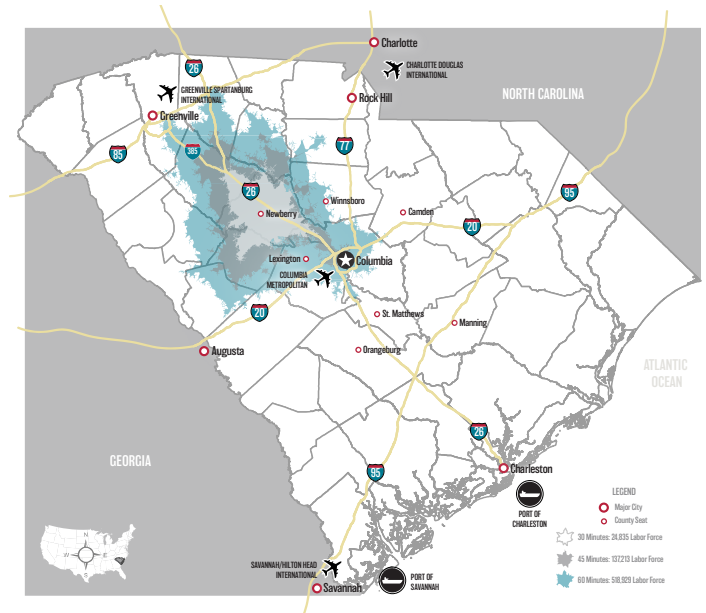 Charlotte
26
CHARLOTTE DOUGLAS
INTERNATIONAL
GREENVILLE SPARTANBURG
INTERNATIONAL
NORTH CAROLINA
Rock Hill
Greenville
77
385
85
26
95
Winnsboro
Newberry
Camden
20
Lexington
Columbia
COLUMBIA
METROPOLITAN
20
St. Matthews
Manning
Augusta
Orangeburg
ATLANTIC
OCEAN
26
GEORGIA
95
Charleston
LEGEND
Major City
County Seat
PORT OF
CHARLESTON
30 Minutes: 24,835 Labor Force
45 Minutes: 137,213 Labor Force
60 Minutes: 518,929 Labor Force
N
W
E
S
SAVANNAH/HILTON HEAD
INTERNATIONAL
PORT OF
SAVANNAH
Savannah